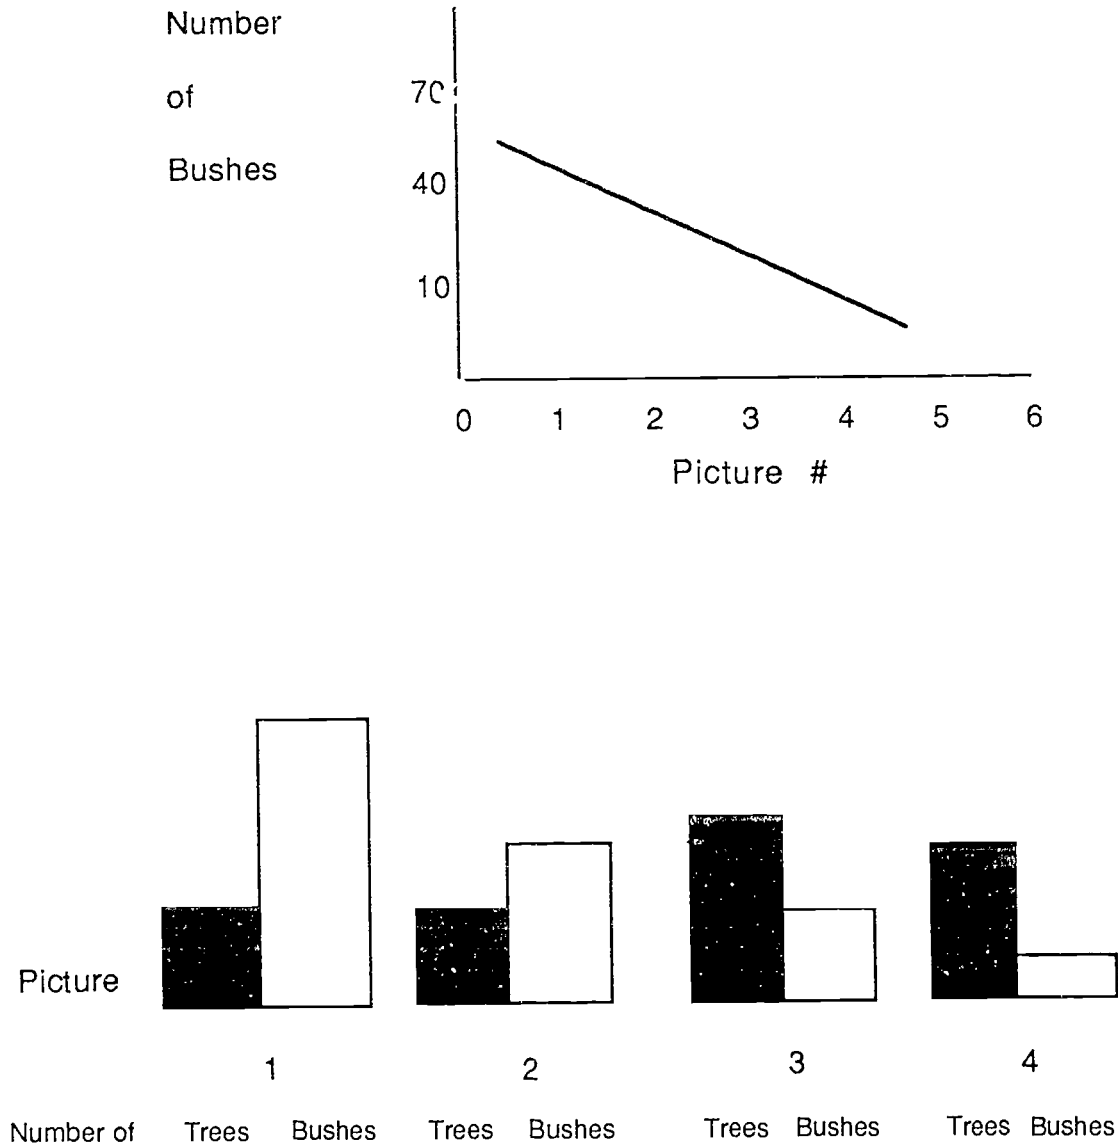 Number
of
Bushes
70
40
10
0 1 2 3 4 5 6
Picture #
Picture
1 2 3 4
Number of Trees Bushes Trees Bushes Trees Bushes Trees Bushes